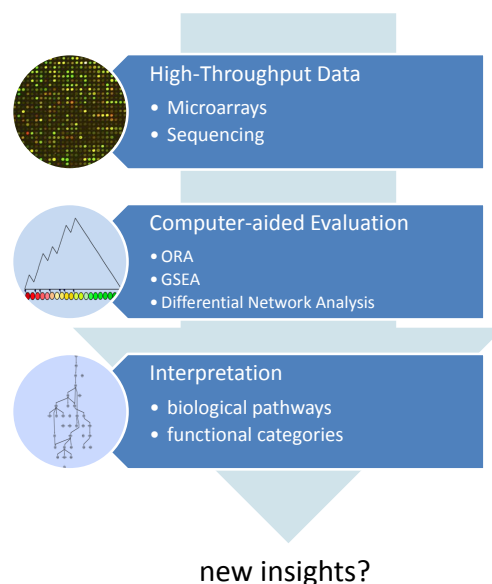 High-Throughput Data
• Microarrays
• Sequencing
Computer-aided Evaluation
• ORA
• GSEA
• Differential Network Analysis
Interpretation
• biological pathways
• functional categories
new insights?